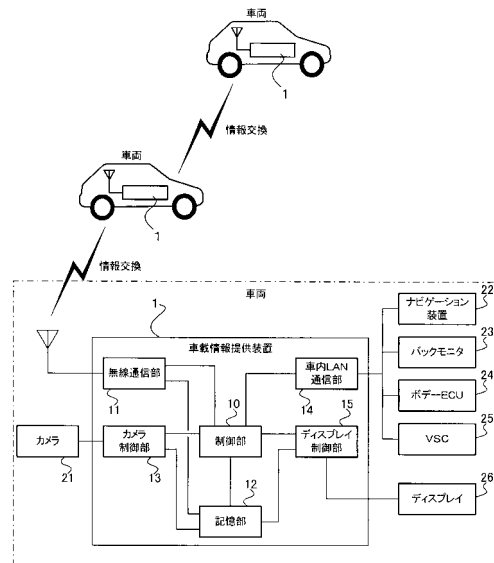 車両
1
情報交換
車両
1
情報交換
車両
1
車載情報提供装置
無線通信部
11
車内LAN
通信部
14
ナビゲーション
装置
22
バックモニタ
23
ボデーECU
24
VSC
25
カメラ
21
カメラ
制御部
13
制御部
10
ディスプレイ
制御部
15
記憶部
12
ディスプレイ
26